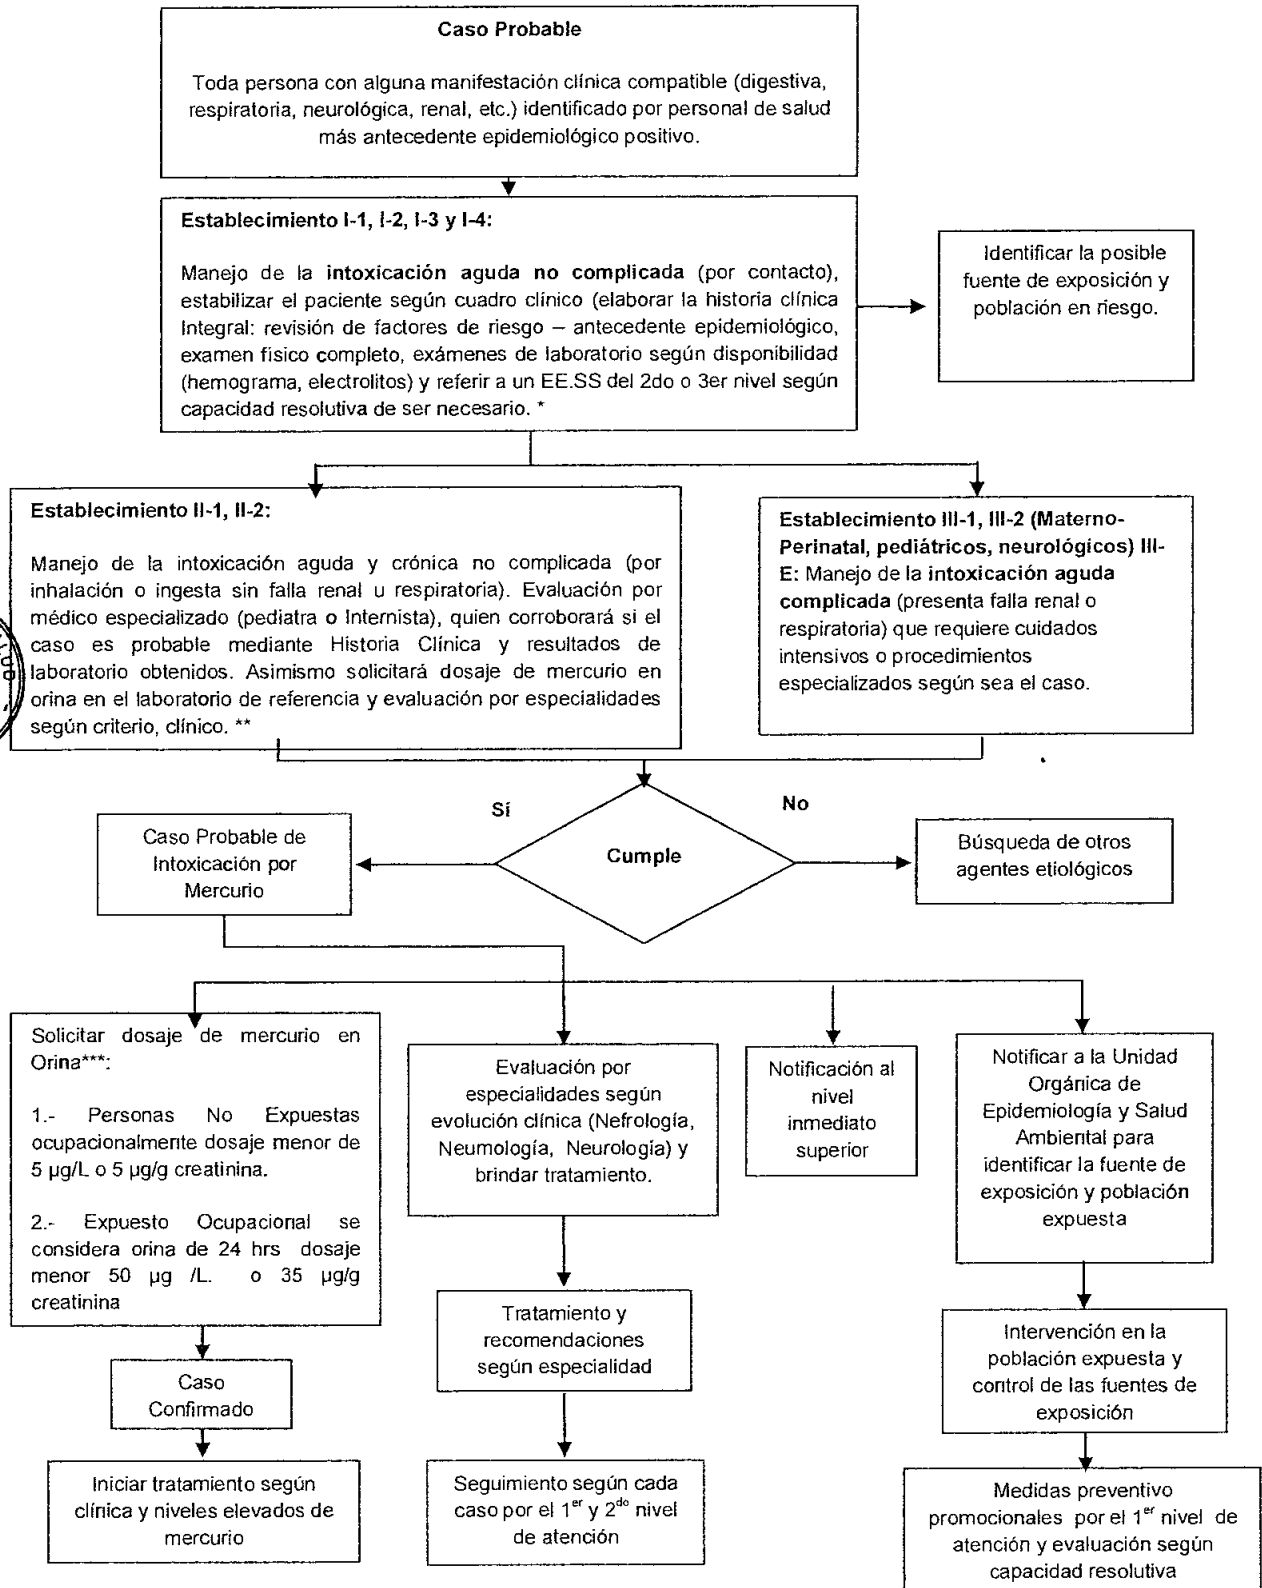 Caso Probable
Toda persona con alguna manifestación clínica compatible (digestiva,
respiratoria, neurológica, renal, etc.) identificado por personal de salud
más antecedente epidemiológico positivo.
Establecimiento I-1, I-2, I-3 y I-4:
Manejo de la intoxicación aguda no complicada (por contacto),
estabilizar el paciente según cuadro clínico (elaborar la historia clínica
Integral: revisión de factores de riesgo – antecedente epidemiológico,
examen físico completo, exámenes de laboratorio según disponibilidad
(hemograma, electrolitos) y referir a un EE.SS del 2do o 3er nivel según
capacidad resolutiva de ser necesario. *
Identificar la posible
fuente de exposición y
población en riesgo.
Establecimiento II-1, II-2:
Manejo de la intoxicación aguda y crónica no complicada (por
inhalación o ingesta sin falla renal u respiratoria). Evaluación por
médico especializado (pediatra o Internista), quien corroborará si el
caso es probable mediante Historia Clínica y resultados de
laboratorio obtenidos. Asimismo solicitará dosaje de mercurio en
orina en el laboratorio de referencia y evaluación por especialidades
según criterio, clínico. **
Establecimiento III-1, III-2 (Materno-
Perinatal, pediátricos, neurológicos) III-
E: Manejo de la intoxicación aguda
complicada (presenta falla renal o
respiratoria) que requiere cuidados
intensivos o procedimientos
especializados según sea el caso.
Sí
No
Cumple
Caso Probable de
Intoxicación por
Mercurio
Búsqueda de otros
agentes etiológicos
Solicitar dosaje de mercurio en
Orina***:
1.- Personas No Expuestas
ocupacionalmente dosaje menor de
5 µg/L o 5 µg/g creatinina.
2.- Expuesto Ocupacional se
considera orina de 24 hrs dosaje
menor 50 µg /L. o 35 µg/g
creatinina
Caso
Confirmado
Iniciar tratamiento según
clínica y niveles elevados de
mercurio
Evaluación por
especialidades según
evolución clínica (Nefrología,
Neumología, Neurología) y
brindar tratamiento.
Tratamiento y
recomendaciones
según especialidad
Seguimiento según cada
caso por el 1er y 2do nivel
de atención
Notificación al
nivel
inmediato
superior
Notificar a la Unidad
Orgánica de
Epidemiología y Salud
Ambiental para
identificar la fuente de
exposición y población
expuesta
Intervención en la
población expuesta y
control de las fuentes de
exposición
Medidas preventivo
promocionales por el 1er nivel de
atención y evaluación según
capacidad resolutiva